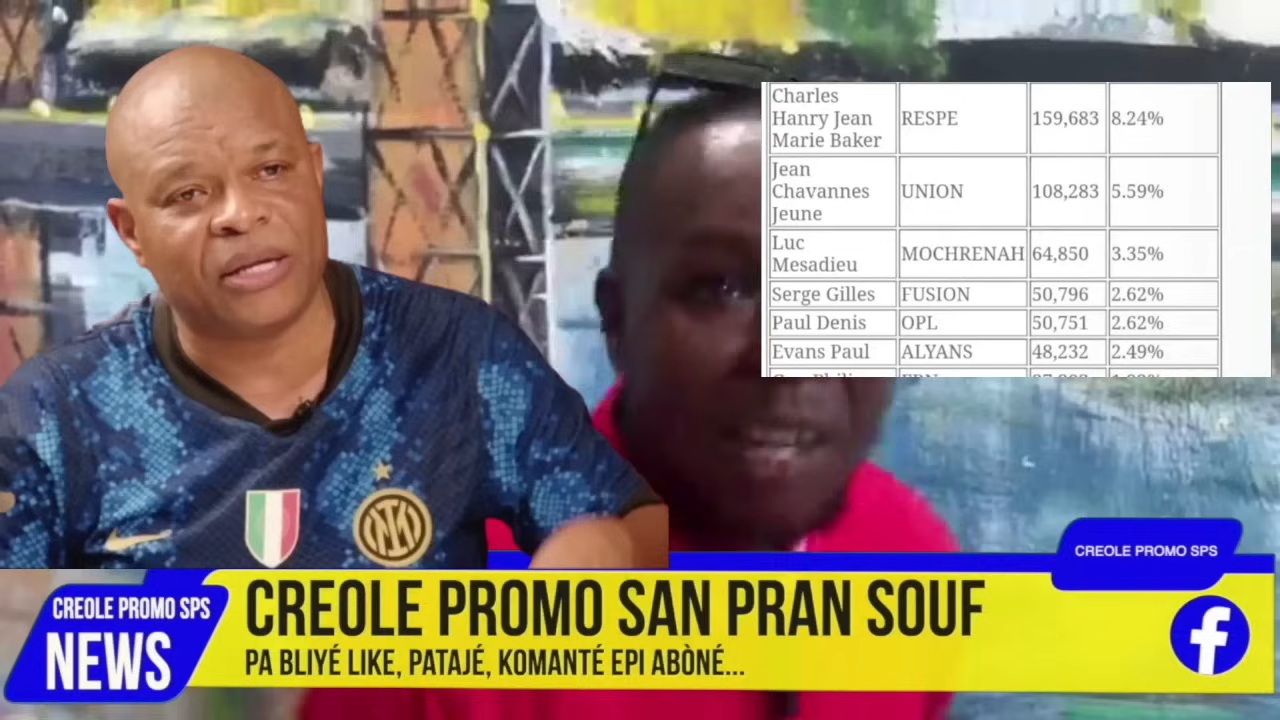 Charles
Hanry Jean
Marie Baker
RESPE
159,683
8.24%
Jean
Chavannes
Jeune
UNION
108,283
5.59%
Luc
Mesadieu
MOCHRENAH
64,850
3.35%
Serge Gilles
FUSION
50,796
2.62%
Paul Denis
OPL
50,751
2.62%
Evans Paul
ALYANS
48,232
2.49%
CREOLE PROMO SPS
CREOLE PROMO SPS
NEWS
CREOLE PROMO SAN PRAN SOUF
PA BLIYÉ LIKE, PATAJÉ, KOMANTÉ EPI ABÒNÉ...